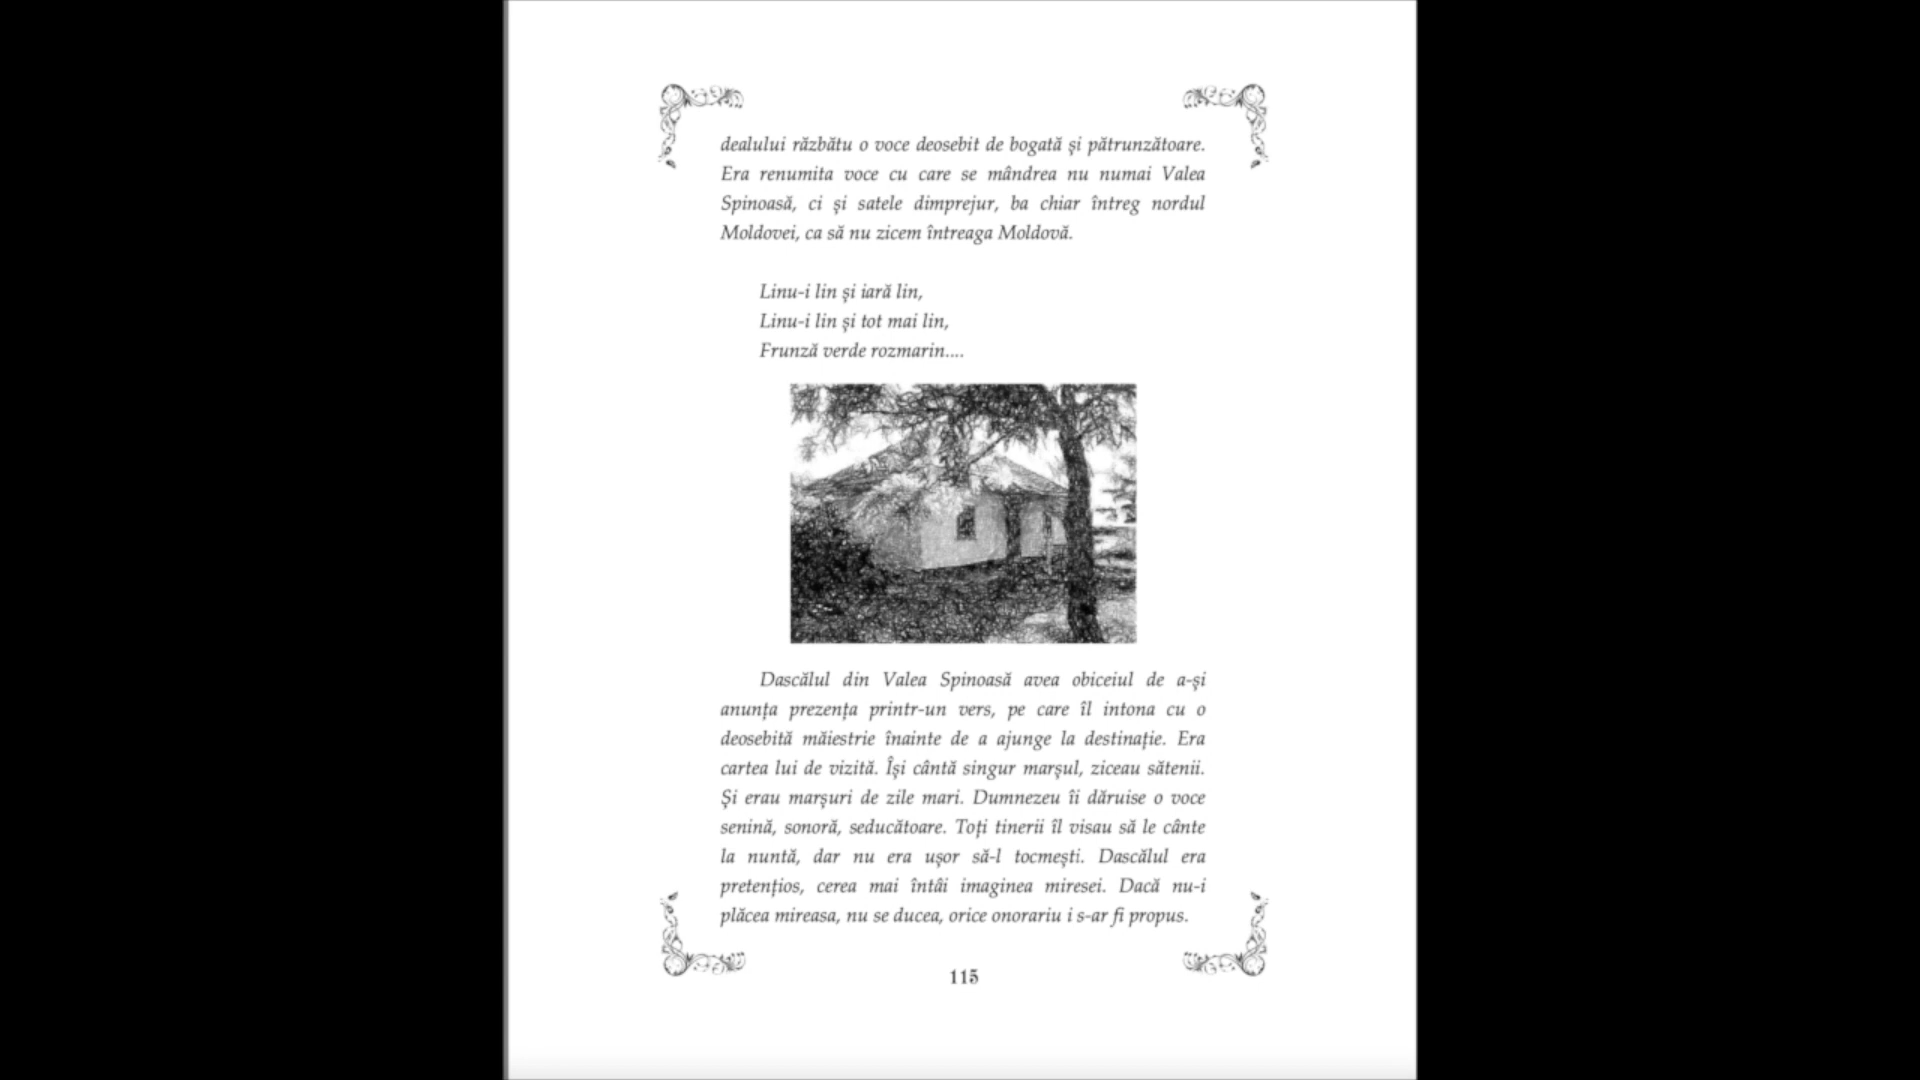 dealului răzbătu o voce deosebit de bogată și pătrunzătoare.
Era renumita voce cu care se mândrea nu numai Valea
Spinoasă, ci și satele dimprejur, ba chiar întreg nordul
Moldovei, ca să nu zicem întreaga Moldovă.
Linu-i lin și iară lin,
Linu-i lin și tot mai lin,
Frunză verde rozmarin....
Dascălul din Valea Spinoasă avea obiceiul de a-și
anunța prezența printr-un vers, pe care îl intona cu o
deosebită măiestrie înainte de a ajunge la destinație. Era
cartea lui de vizită. Își cântă singur marșul, ziceau sătenii.
Și erau marșuri de zile mari. Dumnezeu îi dăruise o voce
senină, sonoră, seducătoare. Toți tinerii îl visau să le cânte
la nuntă, dar nu era ușor să-l tocmești. Dascălul era
pretențios, cerea mai întâi imaginea miresei. Dacă nu-i
plăcea mireasa, nu se ducea, orice onorariu i s-ar fi propus.
115